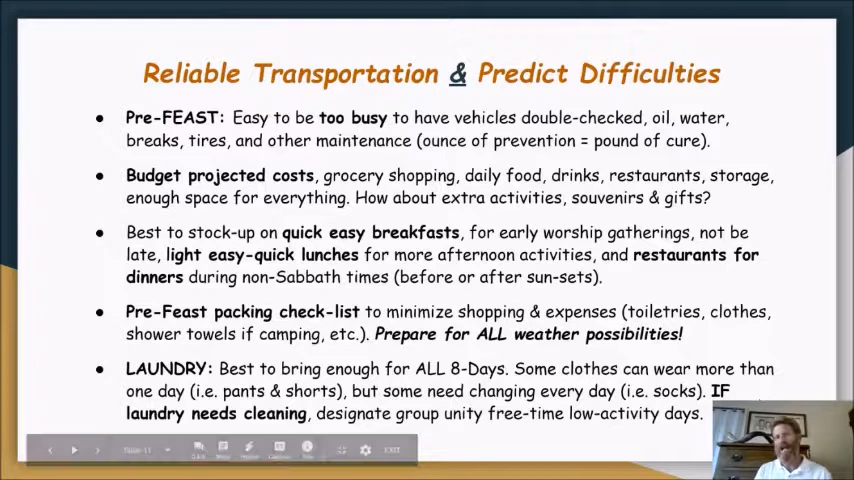 Reliable Transportation & Predict Difficulties
● Pre-FEAST: Easy to be too busy to have vehicles double-checked, oil, water,
breaks, tires, and other maintenance (ounce of prevention = pound of cure).
● Budget projected costs, grocery shopping, daily food, drinks, restaurants, storage,
enough space for everything. How about extra activities, souvenirs & gifts?
● Best to stock-up on quick easy breakfasts, for early worship gatherings, not be
late, light easy-quick lunches for more afternoon activities, and restaurants for
dinners during non-Sabbath times (before or after sun-sets).
● Pre-Feast packing check-list to minimize shopping & expenses (toiletries, clothes,
shower towels if camping, etc.). Prepare for ALL weather possibilities!
● LAUNDRY: Best to bring enough for ALL 8-Days. Some clothes can wear more than
one day (i.e. pants & shorts), but some need changing every day (i.e. socks). IF
laundry needs cleaning, designate group unity free-time low-activity days.
EXIT